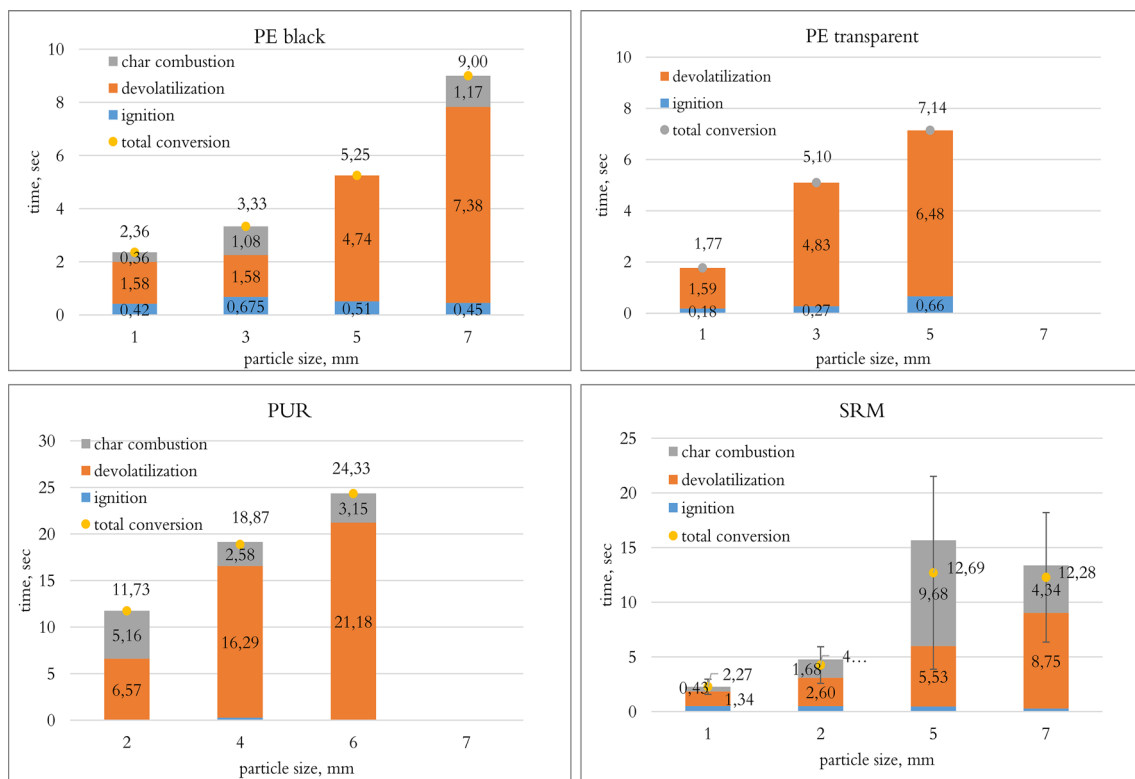 PE black
10
8
6
4
2
0
time, sec
char combustion
devolatilization
ignition
total conversion
2,36
0,36
1,58
0,42
3,33
1,08
1,58
0,675
5,25
4,74
0,51
9,00
1,17
7,38
0,45
1 3 5 7
particle size, mm
PE transparent
10
8
6
4
2
0
time, sec
devolatilization
ignition
total conversion
1,77
1,59
0,18
5,10
4,83
0,27
7,14
6,48
0,66
1 3 5 7
particle size, mm
PUR
30
25
20
15
10
5
0
time, sec
char combustion
devolatilization
ignition
total conversion
11,73
5,16
6,57
18,87
2,58
16,29
24,33
3,15
21,18
2 4 6 7
particle size, mm
SRM
25
20
15
10
5
0
time, sec
char combustion
devolatilization
ignition
total conversion
2,27
0,43
1,34
4…
1,68
2,60
12,69
9,68
5,53
12,28
4,34
8,75
1 2 5 7
particle size, mm